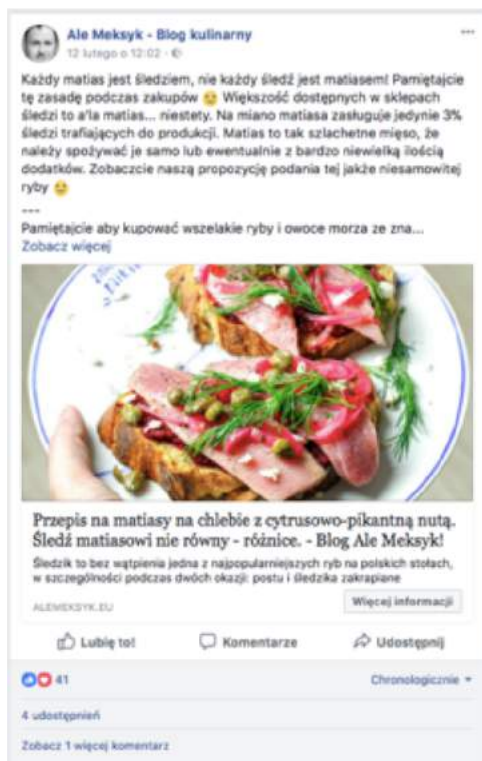 Ale Meksyk - Blog kulinarny
12 lutego o 12:02 ·
Każdy matias jest śledziem, nie każdy śledź jest matiasem! Pamiętajcie
tę zasadę podczas zakupów 😉 Większość dostępnych w sklepach
śledzi to a'la matias... niestety. Na miano matiasa zasługuje jedynie 3%
śledzi trafiających do produkcji. Matias to tak szlachetne mięso, że
należy spożywać je samo lub ewentualnie z bardzo niewielką ilością
dodatków. Zobaczcie naszą propozycję podania tej jakże niesamowitej
ryby 😉
---
Pamiętajcie aby kupować wszelakie ryby i owoce morza ze zna...
Zobacz więcej
Przepis na matiasy na chlebie z cytrusowo-pikantną nutą.
Śledź matiasowi nie równy - różnice. - Blog Ale Meksyk!
Śledzik to bez wątpienia jedna z najpopularniejszych ryb na polskich stołach,
w szczególności podczas dwóch okazji: postu i śledzika zakrapiane
ALEMEKSYK.EU
Więcej informacji
Lubię to!
Komentarze
Udostępnij
41
Chronologicznie
4 udostępnień
Zobacz 1 więcej komentarz